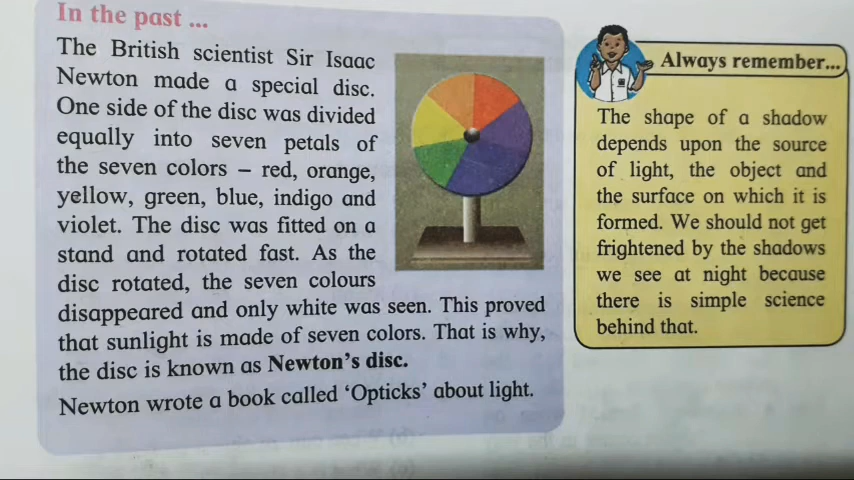 In the past ...
The British scientist Sir Isaac
Newton made a special disc.
One side of the disc was divided
equally into seven petals of
the seven colors – red, orange,
yellow, green, blue, indigo and
violet. The disc was fitted on a
stand and rotated fast. As the
disc rotated, the seven colours
disappeared and only white was seen. This proved
that sunlight is made of seven colors. That is why,
the disc is known as Newton's disc.
Newton wrote a book called 'Opticks' about light.
Always remember...
The shape of a shadow
depends upon the source
of light, the object and
the surface on which it is
formed. We should not get
frightened by the shadows
we see at night because
there is simple science
behind that.